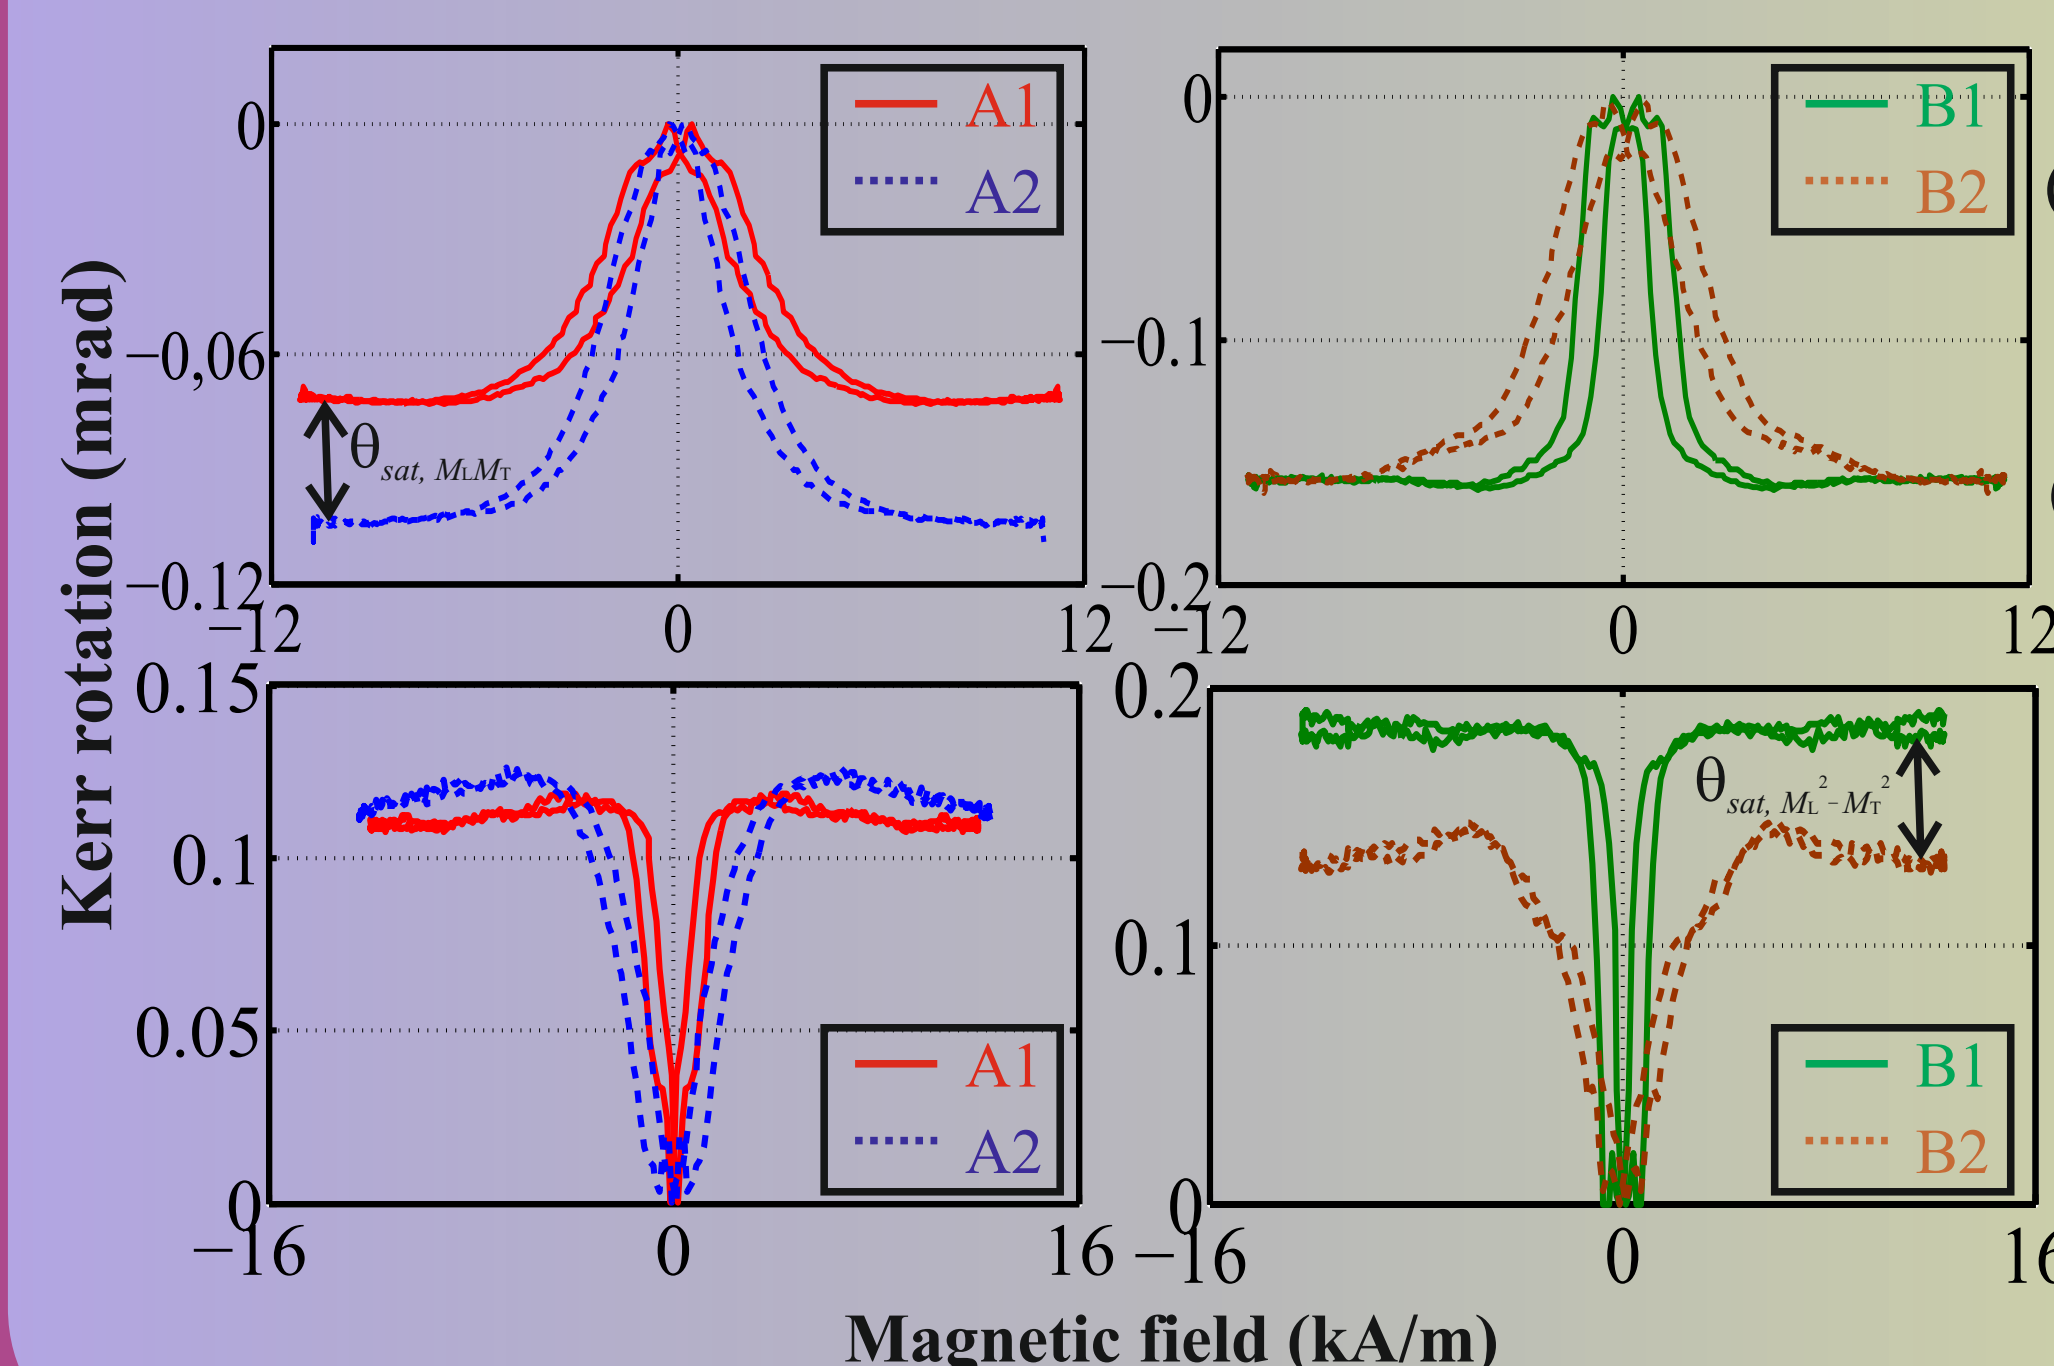 Kerr rotation (mrad)
0
−0,06
−0.12
−12
0
12
A1
A2
θsat, MLMT
0
−0.1
−0.2
−12
0
12
B1
B2
0.15
0.1
0.05
0
−16
0
16
A1
A2
0.2
0.1
0
−16
0
16
θsat, ML²-MT²
B1
B2
Magnetic field (kA/m)